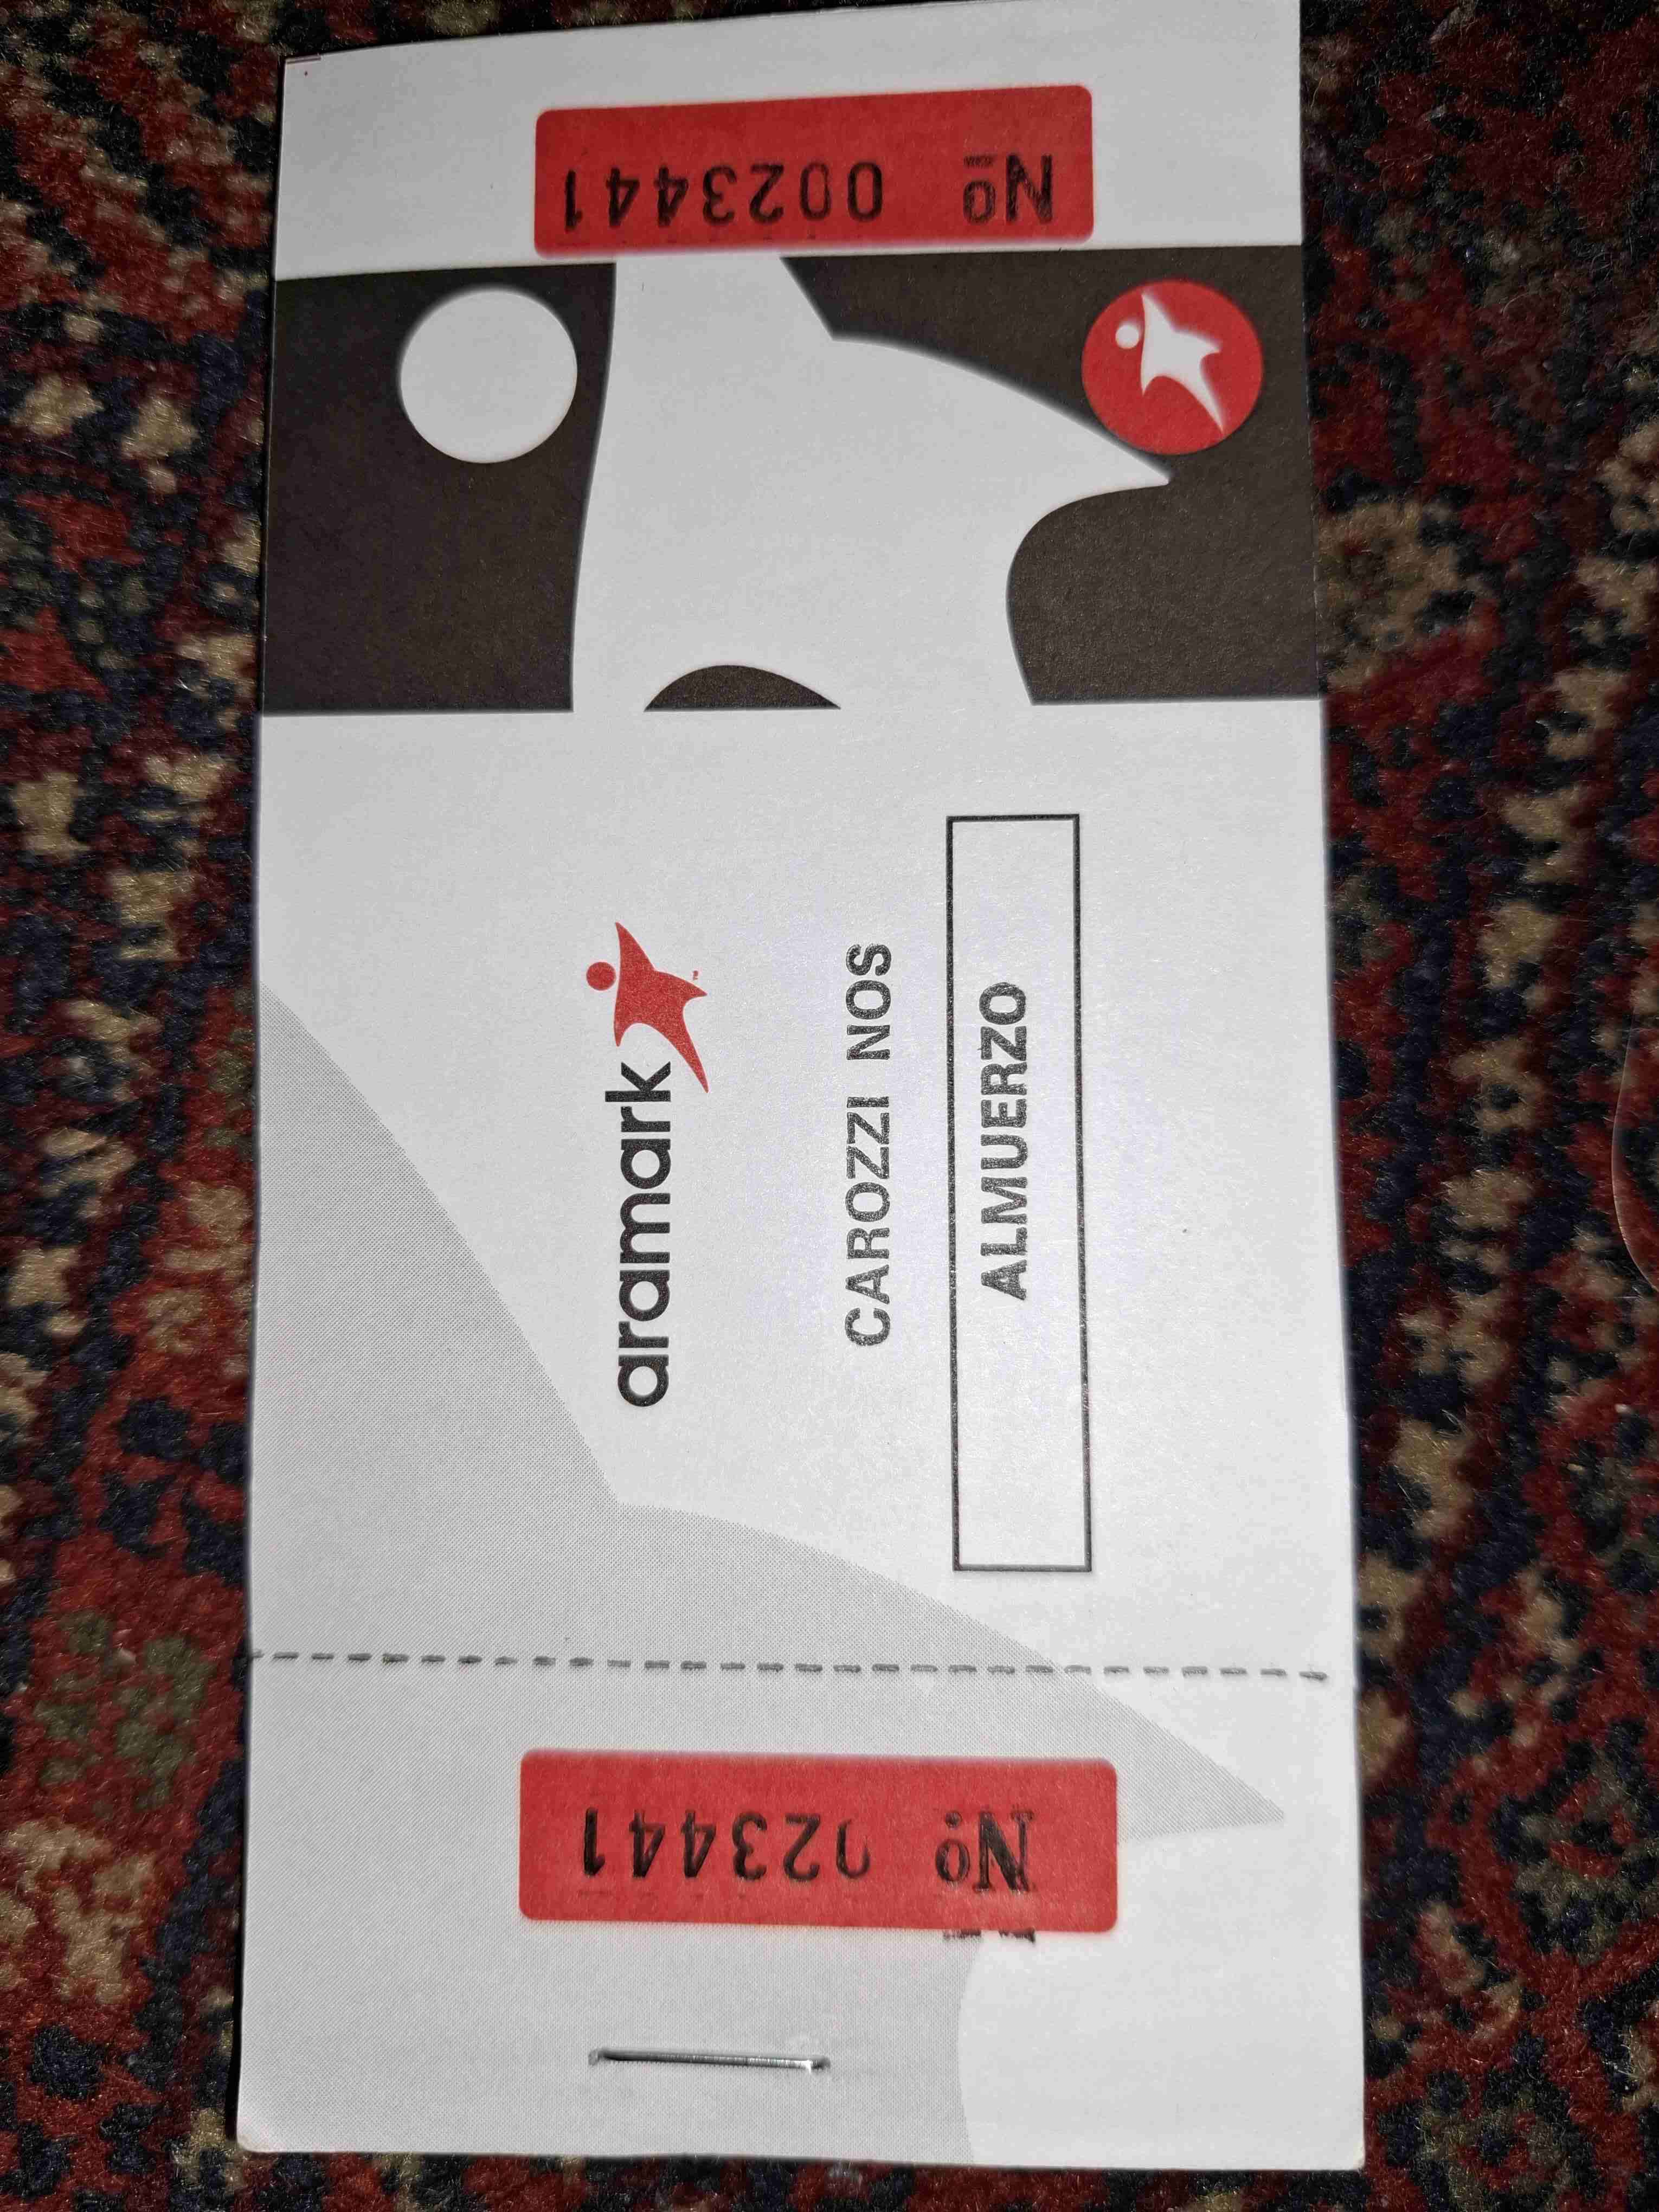 Nº 0023441
aramark
CAROZZI NOS
ALMUERZO
Nº 023441